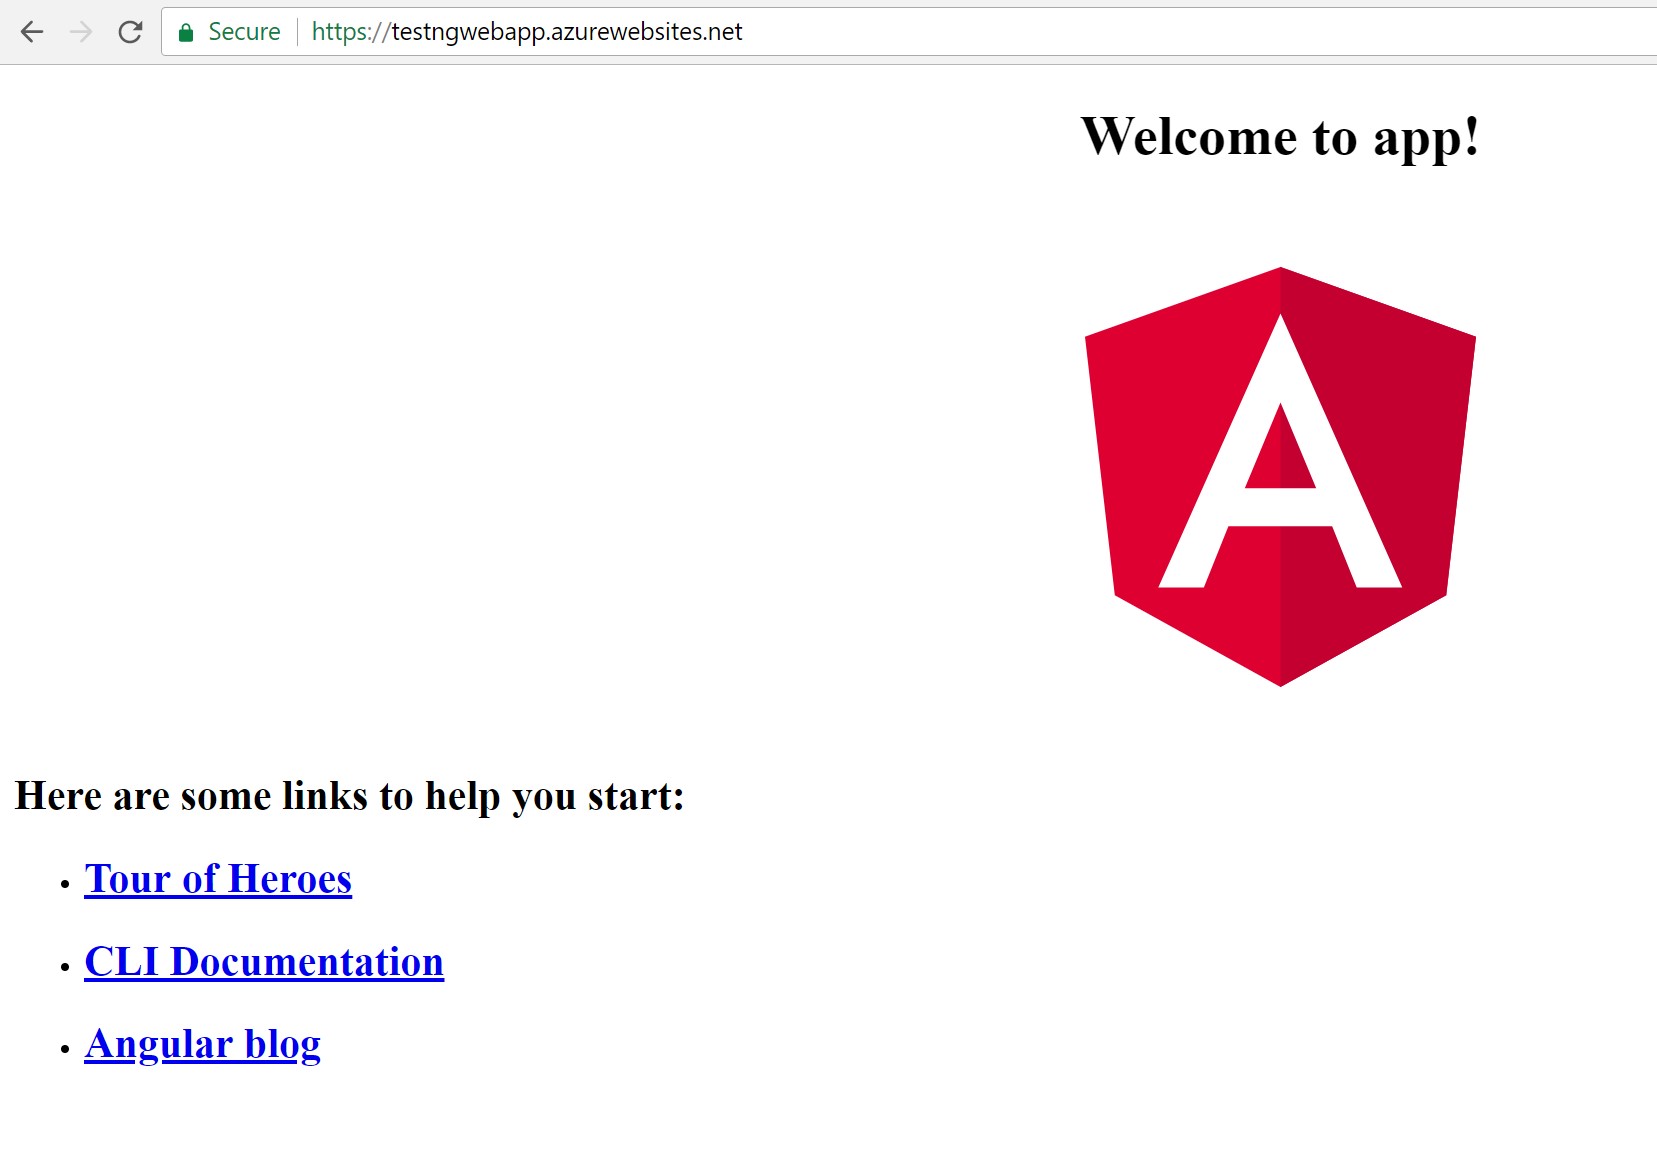 Secure https://testngwebapp.azurewebsites.net
Welcome to app!
A
Here are some links to help you start:
Tour of Heroes
CLI Documentation
Angular blog